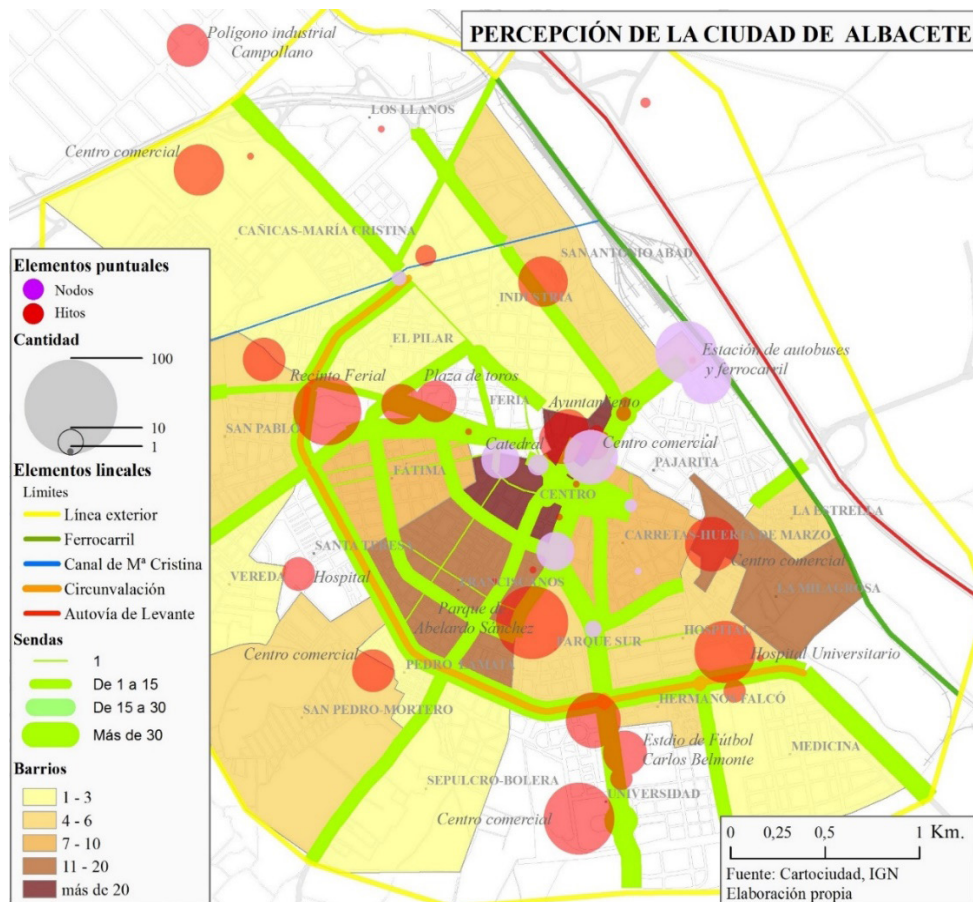 PERCEPCIÓN DE LA CIUDAD DE ALBACETE
Polígono industrial
Campollano
LOS LLANOS
Centro comercial
CAÑICAS-MARÍA CRISTINA
SAN ANTONIO ABAD
INDUSTRIA
EL PILAR
Estación de autobuses
y ferrocarril
Recinto Ferial
Plaza de toros
FERIA
Ayuntamiento
SAN PABLO
Catedral
Centro comercial
FÁTIMA
PAJARITA
CENTRO
LA ESTRELLA
CARRETAS-HUERTA DE MARZO
SANTA TERESA
VEREDA
Hospital
FRANCISCANOS
Centro comercial
LA MILAGROSA
Parque de
Abelardo Sánchez
PARQUE SUR
HOSPITAL
Hospital Universitario
Centro comercial
PEDRO LAMATA
HERMANOS FALCÓ
SAN PEDRO-MORTERO
Estdio de Fútbol
Carlos Belmonte
MEDICINA
SEPULCRO-BOLERA
UNIVERSIDAD
Centro comercial
Elementos puntuales
Nodos
Hitos
Cantidad
100
10
1
Elementos lineales
Límites
Línea exterior
Ferrocarril
Canal de Mª Cristina
Circunvalación
Autovía de Levante
Sendas
1
De 1 a 15
De 15 a 30
Más de 30
Barrios
1 - 3
4 - 6
7 - 10
11 - 20
más de 20
0 0,25 0,5 1 Km.
Fuente: Cartociudad, IGN
Elaboración propia